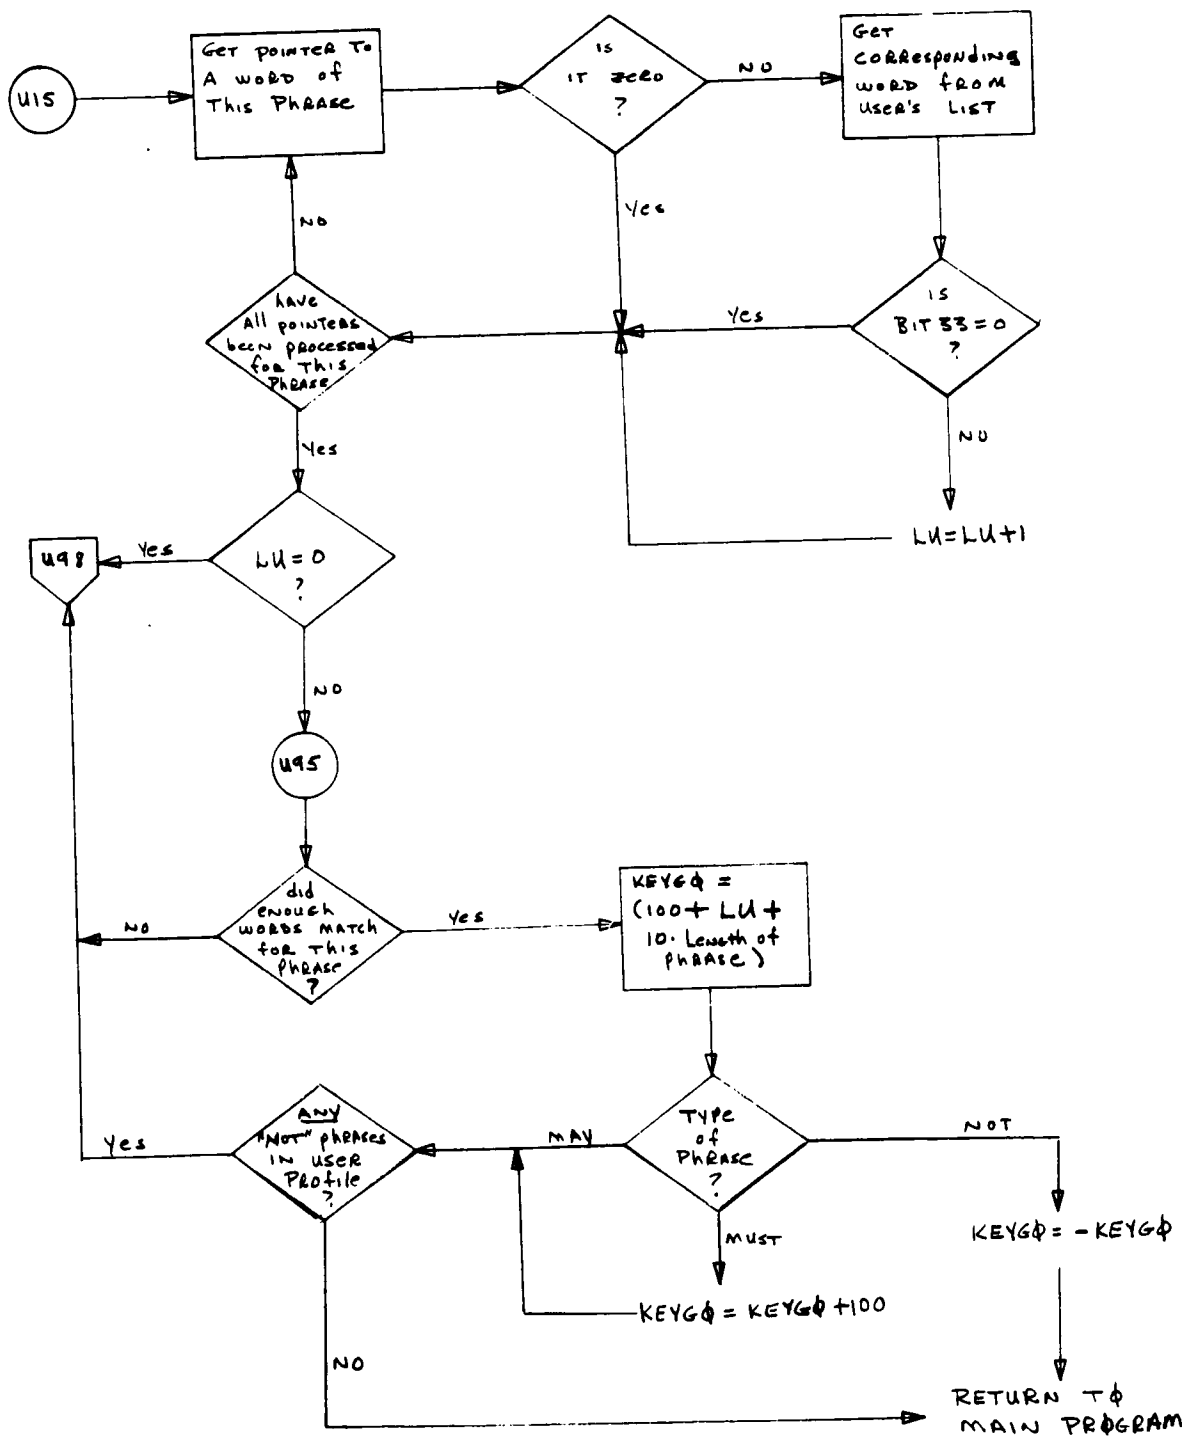 U15
GET POINTER TO
A WORD OF
THIS PHRASE
IS
IT ZERO
?
NO
GET
CORRESPONDING
WORD FROM
USER'S LIST
Yes
NO
have
All POINTERS
been PROCESSED
for THIS
PHRASE
Yes
IS
BIT 33=0
?
NO
LU=LU+1
Yes
LU=0
?
Yes
U98
NO
U95
did
ENOUGH
WORDS MATCH
FOR THIS
PHRASE
?
NO
Yes
KEYGØ =
(100+ LU +
10. Length of
PHRASE)
TYPE
of
PHRASE
?
MAY
NOT
MUST
ANY
"NOT" PHRASES
IN USER
PROFILE
?
Yes
KEYGØ = -KEYGØ
KEYGØ = KEYGØ +100
NO
RETURN TØ
MAIN PRØGRAM